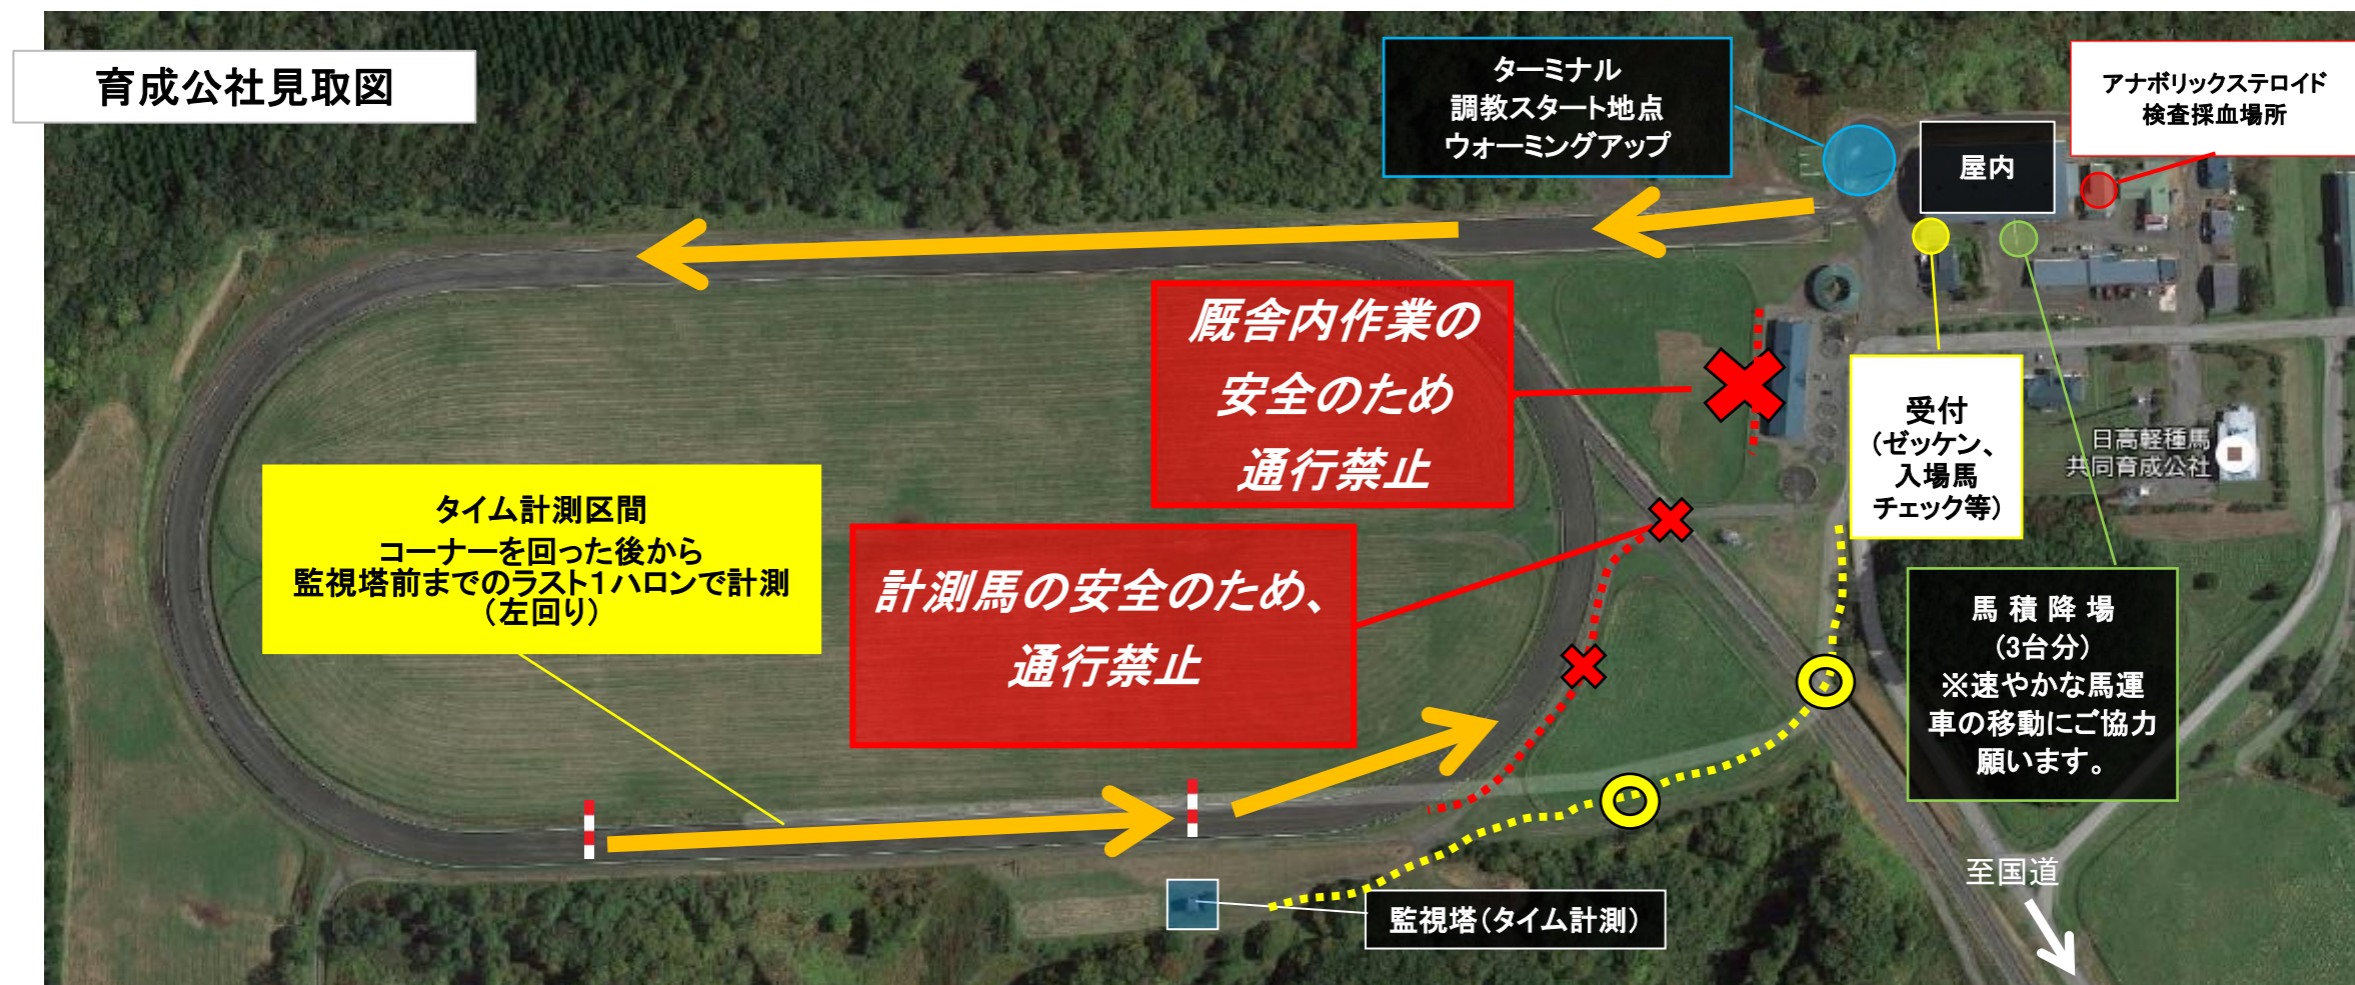 育成公社見取図
ターミナル
調教スタート地点
ウォーミングアップ
アナボリックステロイド
検査採血場所
屋内
厩舎内作業の
安全のため
通行禁止
受付
(ゼッケン、
入場馬
チェック等)
日高軽種馬
共同育成公社
タイム計測区間
コーナーを回った後から
監視塔前までのラスト1ハロンで計測
(左回り)
計測馬の安全のため、
通行禁止
馬積降場
(3台分)
※速やかな馬運
車の移動にご協力
願います。
至国道
監視塔(タイム計測)